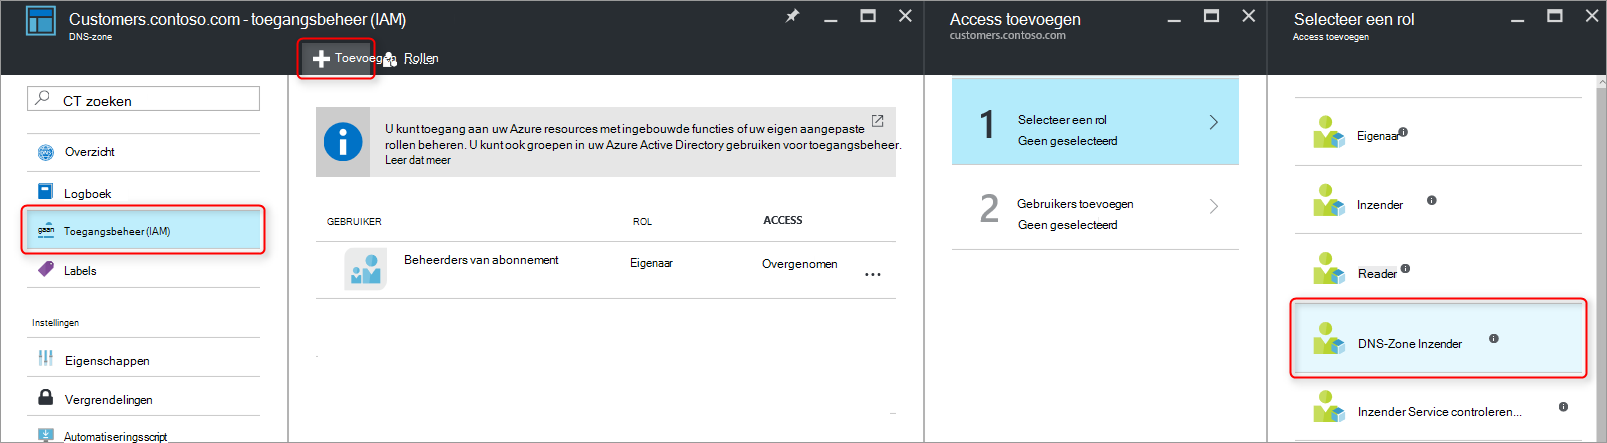 Customers.contoso.com - toegangsbeheer (IAM)
DNS-zone
Toevoegen
Rollen
CT zoeken
Overzicht
Logboek
gaan
Toegangsbeheer (IAM)
Labels
Instellingen
Eigenschappen
Vergrendelingen
Automatiseringsscript
U kunt toegang aan uw Azure resources met ingebouwde functies of uw eigen aangepaste
rollen beheren. U kunt ook groepen in uw Azure Active Directory gebruiken voor toegangsbeheer.
Leer dat meer
GEBRUIKER ROL ACCESS
Beheerders van abonnement Eigenaar Overgenomen ...
Access toevoegen
customers.contoso.com
1 Selecteer een rol
Geen geselecteerd
2 Gebruikers toevoegen
Geen geselecteerd
Selecteer een rol
Access toevoegen
Eigenaar
Inzender
Reader
DNS-Zone Inzender
Inzender Service controleren...